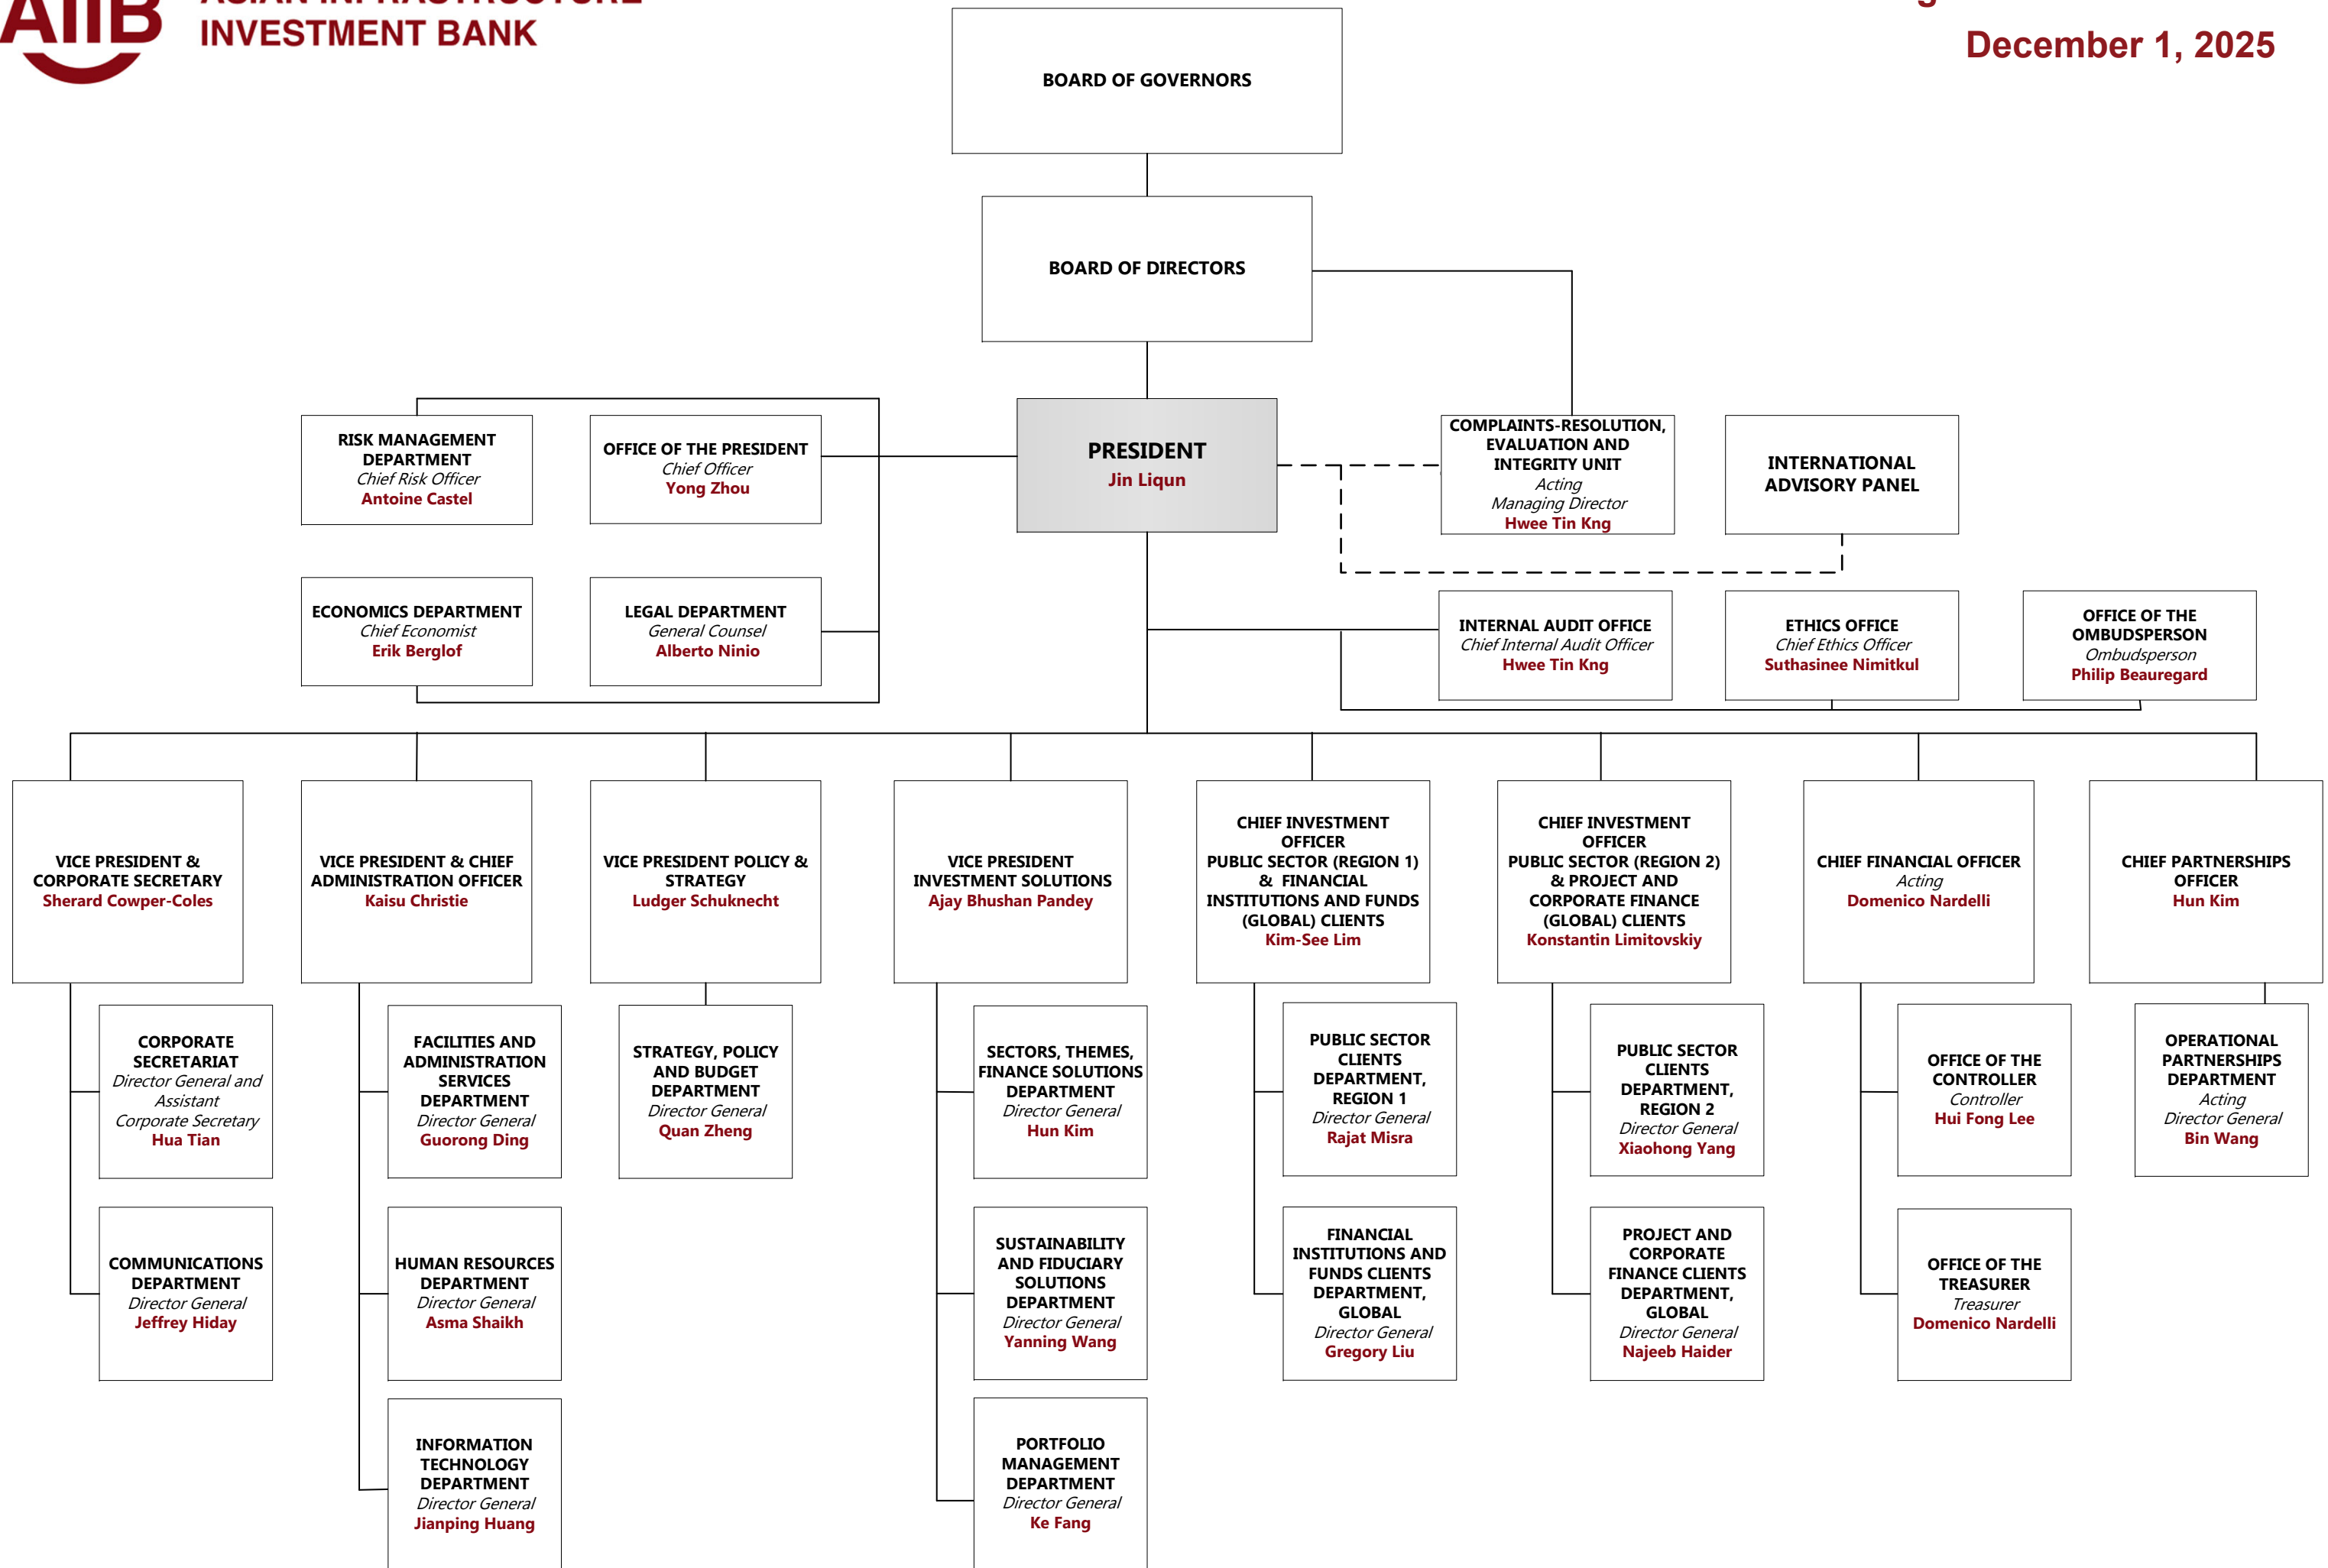 AIIB
ASIAN INFRASTRUCTURE
INVESTMENT BANK
December 1, 2025
BOARD OF GOVERNORS
BOARD OF DIRECTORS
PRESIDENT
Jin Liqun
RISK MANAGEMENT
DEPARTMENT
Chief Risk Officer
Antoine Castel
OFFICE OF THE PRESIDENT
Chief Officer
Yong Zhou
COMPLAINTS-RESOLUTION,
EVALUATION AND
INTEGRITY UNIT
Acting
Managing Director
Hwee Tin Kng
INTERNATIONAL
ADVISORY PANEL
ECONOMICS DEPARTMENT
Chief Economist
Erik Berglof
LEGAL DEPARTMENT
General Counsel
Alberto Ninio
INTERNAL AUDIT OFFICE
Chief Internal Audit Officer
Hwee Tin Kng
ETHICS OFFICE
Chief Ethics Officer
Suthasinee Nimitkul
OFFICE OF THE
OMBUDSPERSON
Ombudsperson
Philip Beauregard
VICE PRESIDENT &
CORPORATE SECRETARY
Sherard Cowper-Coles
VICE PRESIDENT & CHIEF
ADMINISTRATION OFFICER
Kaisu Christie
VICE PRESIDENT POLICY &
STRATEGY
Ludger Schuknecht
VICE PRESIDENT
INVESTMENT SOLUTIONS
Ajay Bhushan Pandey
CHIEF INVESTMENT
OFFICER
PUBLIC SECTOR (REGION 1)
& FINANCIAL
INSTITUTIONS AND FUNDS
(GLOBAL) CLIENTS
Kim-See Lim
CHIEF INVESTMENT
OFFICER
PUBLIC SECTOR (REGION 2)
& PROJECT AND
CORPORATE FINANCE
(GLOBAL) CLIENTS
Konstantin Limitovskiy
CHIEF FINANCIAL OFFICER
Acting
Domenico Nardelli
CHIEF PARTNERSHIPS
OFFICER
Hun Kim
CORPORATE
SECRETARIAT
Director General and
Assistant
Corporate Secretary
Hua Tian
FACILITIES AND
ADMINISTRATION
SERVICES
DEPARTMENT
Director General
Guorong Ding
STRATEGY, POLICY
AND BUDGET
DEPARTMENT
Director General
Quan Zheng
SECTORS, THEMES,
FINANCE SOLUTIONS
DEPARTMENT
Director General
Hun Kim
PUBLIC SECTOR
CLIENTS
DEPARTMENT,
REGION 1
Director General
Rajat Misra
PUBLIC SECTOR
CLIENTS
DEPARTMENT,
REGION 2
Director General
Xiaohong Yang
OFFICE OF THE
CONTROLLER
Controller
Hui Fong Lee
OPERATIONAL
PARTNERSHIPS
DEPARTMENT
Acting
Director General
Bin Wang
COMMUNICATIONS
DEPARTMENT
Director General
Jeffrey Hiday
HUMAN RESOURCES
DEPARTMENT
Director General
Asma Shaikh
SUSTAINABILITY
AND FIDUCIARY
SOLUTIONS
DEPARTMENT
Director General
Yanning Wang
FINANCIAL
INSTITUTIONS AND
FUNDS CLIENTS
DEPARTMENT,
GLOBAL
Director General
Gregory Liu
PROJECT AND
CORPORATE
FINANCE CLIENTS
DEPARTMENT,
GLOBAL
Director General
Najeeb Haider
OFFICE OF THE
TREASURER
Treasurer
Domenico Nardelli
INFORMATION
TECHNOLOGY
DEPARTMENT
Director General
Jianping Huang
PORTFOLIO
MANAGEMENT
DEPARTMENT
Director General
Ke Fang